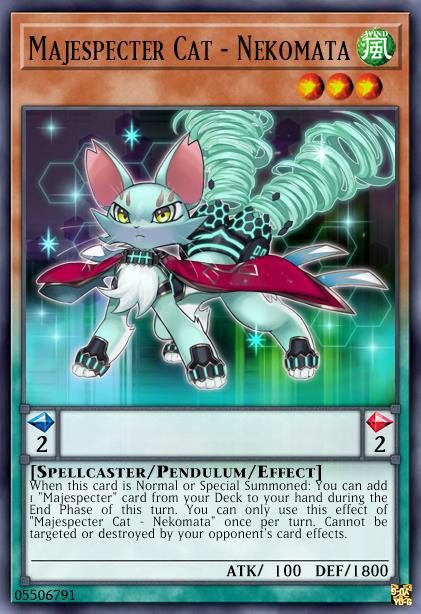 Majespecter Cat - Nekomata
WIND
風
2
2
[Spellcaster/Pendulum/Effect]
When this card is Normal or Special Summoned: You can add
1 "Majespecter" card from your Deck to your hand during the
End Phase of this turn. You can only use this effect of
"Majespecter Cat - Nekomata" once per turn. Cannot be
targeted or destroyed by your opponent's card effects.
ATK/ 100 DEF/1800
05506791